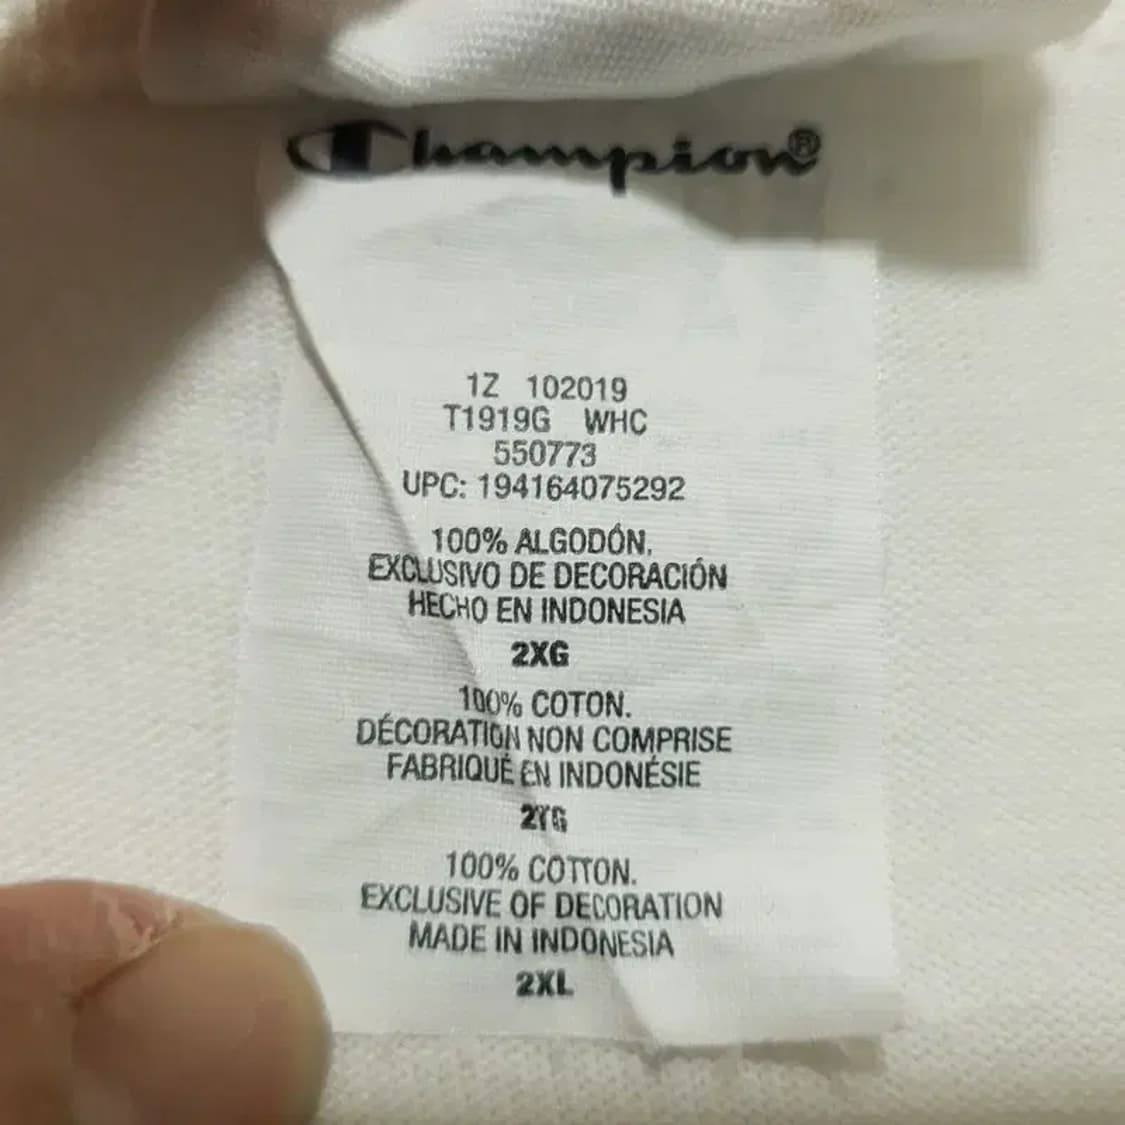 Champion®
1Z 102019
T1919G WHC
550773
UPC: 194164075292
100% ALGODÓN.
EXCLUSIVO DE DECORACIÓN
HECHO EN INDONESIA
2XG
100% COTON.
DÉCORATION NON COMPRISE
FABRIQUÉ EN INDONÉSIE
2TG
100% COTTON.
EXCLUSIVE OF DECORATION
MADE IN INDONESIA
2XL